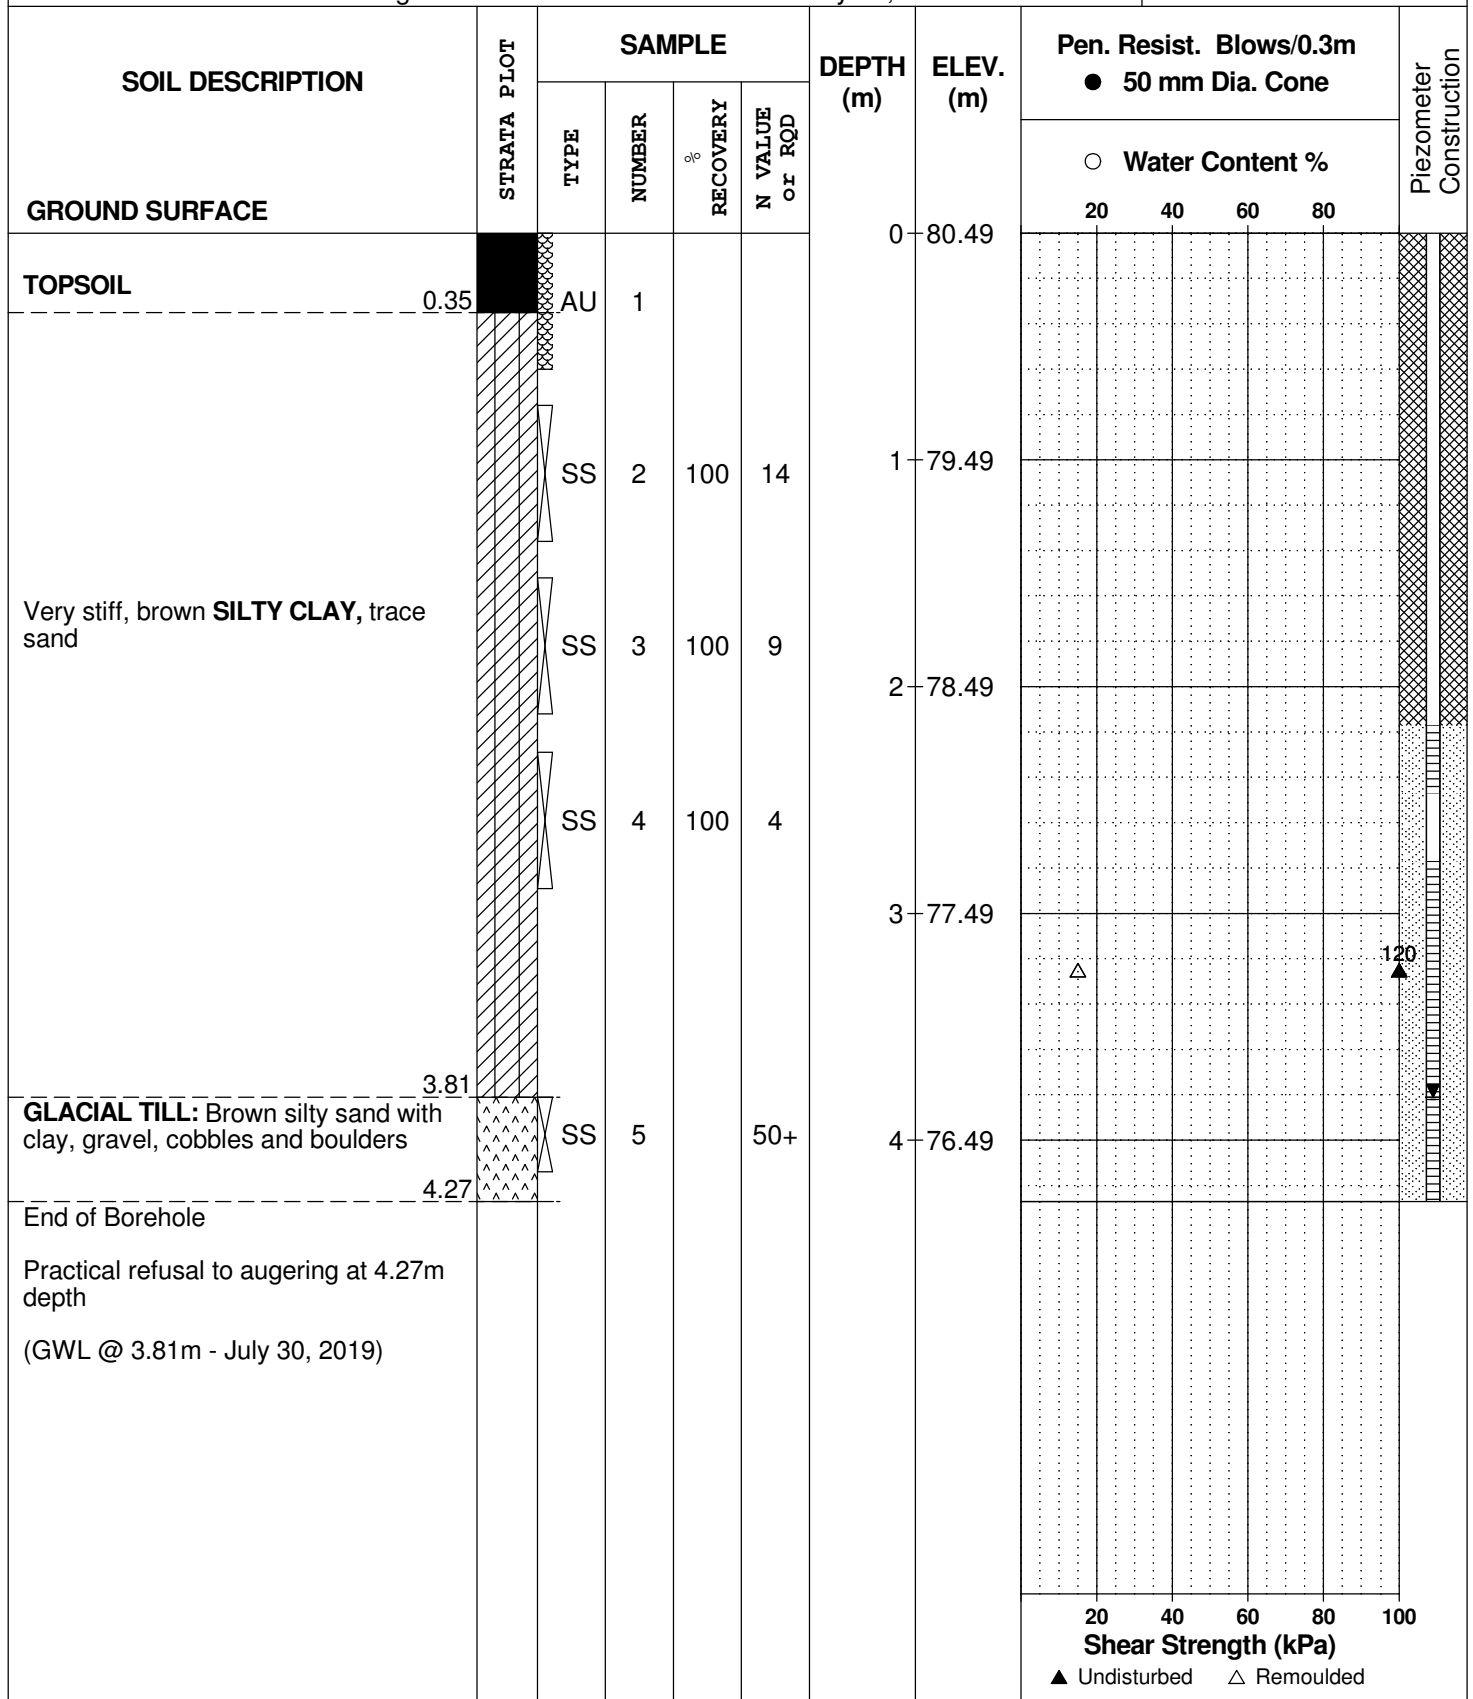 SOIL DESCRIPTION
GROUND SURFACE
STRATA PLOT
SAMPLE
TYPE
NUMBER
%
RECOVERY
N VALUE
or RQD
DEPTH
(m)
ELEV.
(m)
Pen. Resist. Blows/0.3m
● 50 mm Dia. Cone
○ Water Content %
20 40 60 80
Piezometer
Construction
0 80.49
TOPSOIL
0.35
AU 1
SS 2 100 14
1 79.49
Very stiff, brown SILTY CLAY, trace
sand
SS 3 100 9
2 78.49
SS 4 100 4
3 77.49
120
3.81
GLACIAL TILL: Brown silty sand with
clay, gravel, cobbles and boulders
SS 5 50+
4 76.49
4.27
End of Borehole
Practical refusal to augering at 4.27m
depth
(GWL @ 3.81m - July 30, 2019)
20 40 60 80 100
Shear Strength (kPa)
▲ Undisturbed △ Remoulded